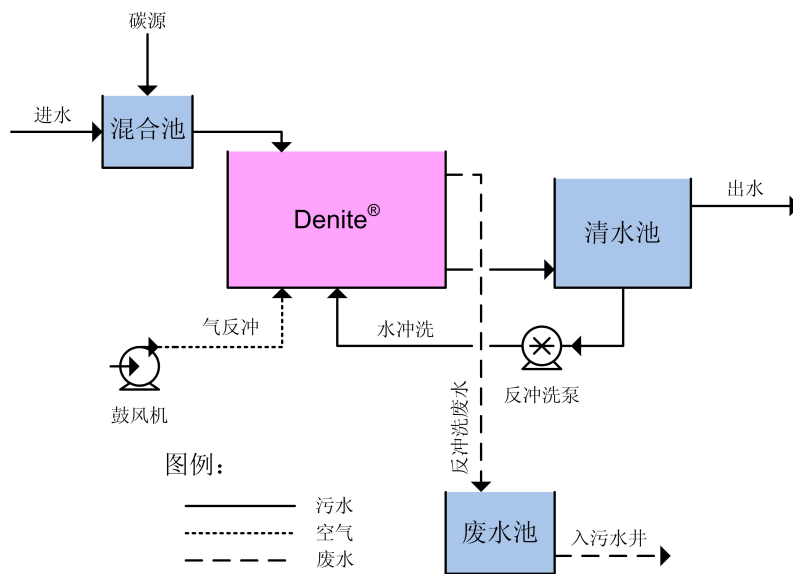 碳源
进水
混合池
Denite®
出水
清水池
气反冲
水冲洗
鼓风机
反冲洗泵
反冲洗废水
图例：
污水
空气
废水
废水池
入污水井